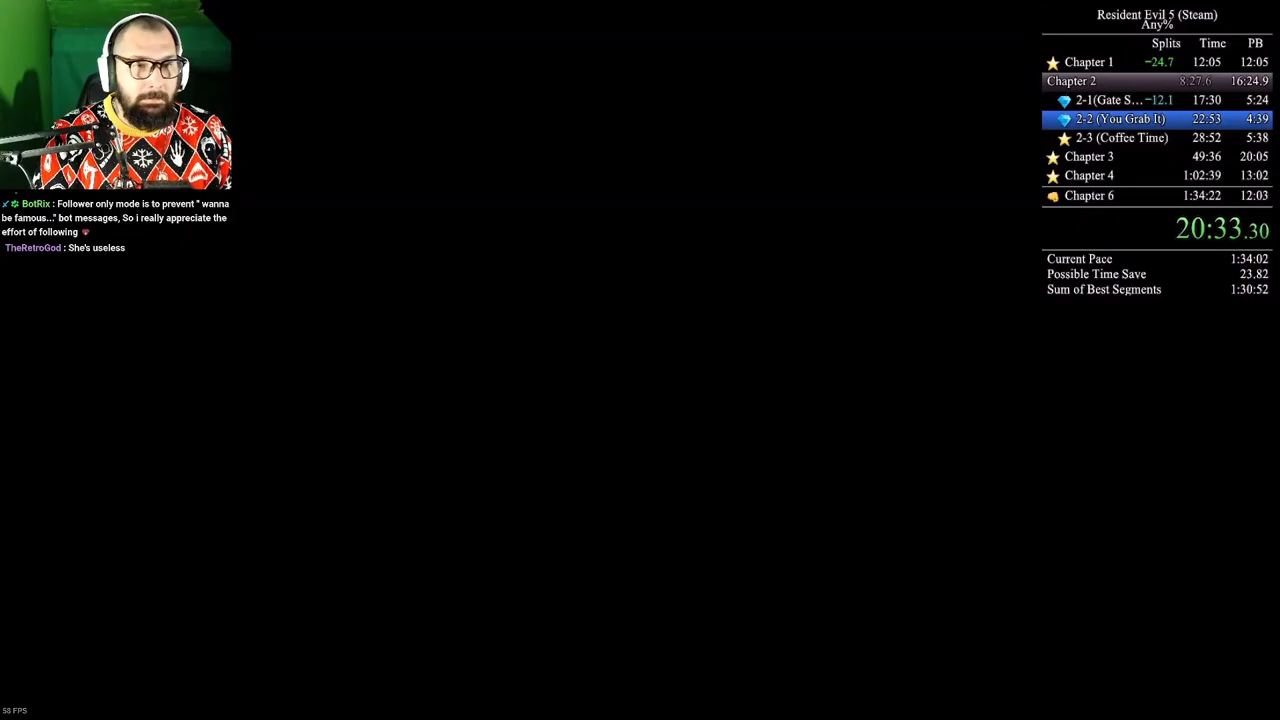 Resident Evil 5 (Steam)
Any%
Splits Time PB
Chapter 1 -24.7 12:05 12:05
Chapter 2 8:27.6 16:24.9
2-1(Gate S... -12.1 17:30 5:24
2-2 (You Grab It) 22:53 4:39
2-3 (Coffee Time) 28:52 5:38
Chapter 3 49:36 20:05
Chapter 4 1:02:39 13:02
Chapter 6 1:34:22 12:03
20:33.30
Current Pace 1:34:02
Possible Time Save 23.82
Sum of Best Segments 1:30:52
BotRix : Follower only mode is to prevent " wanna
be famous..." bot messages, So i really appreciate the
effort of following
TheRetroGod : She's useless
58 FPS